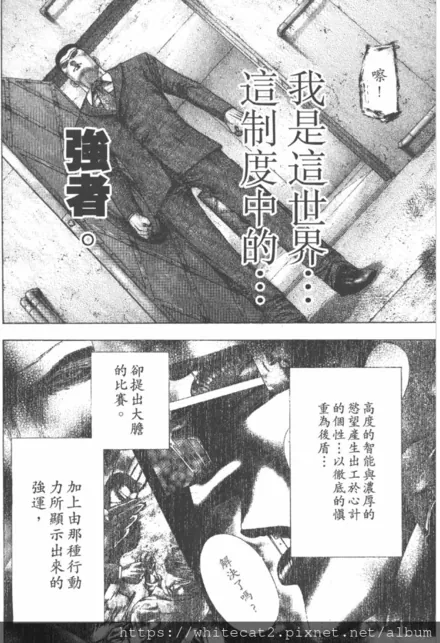 嚓！
我是這世界…
這制度中的…
強者。
高度的智能與濃厚的
慾望產生出工於心計
的個性…以徹底的慎
重為後盾…
卻提出大膽
的比賽。
解決了嗎？
加上由那種行動
力所顯示出來的
強運，
https://whitecat2.pixnet.net/album